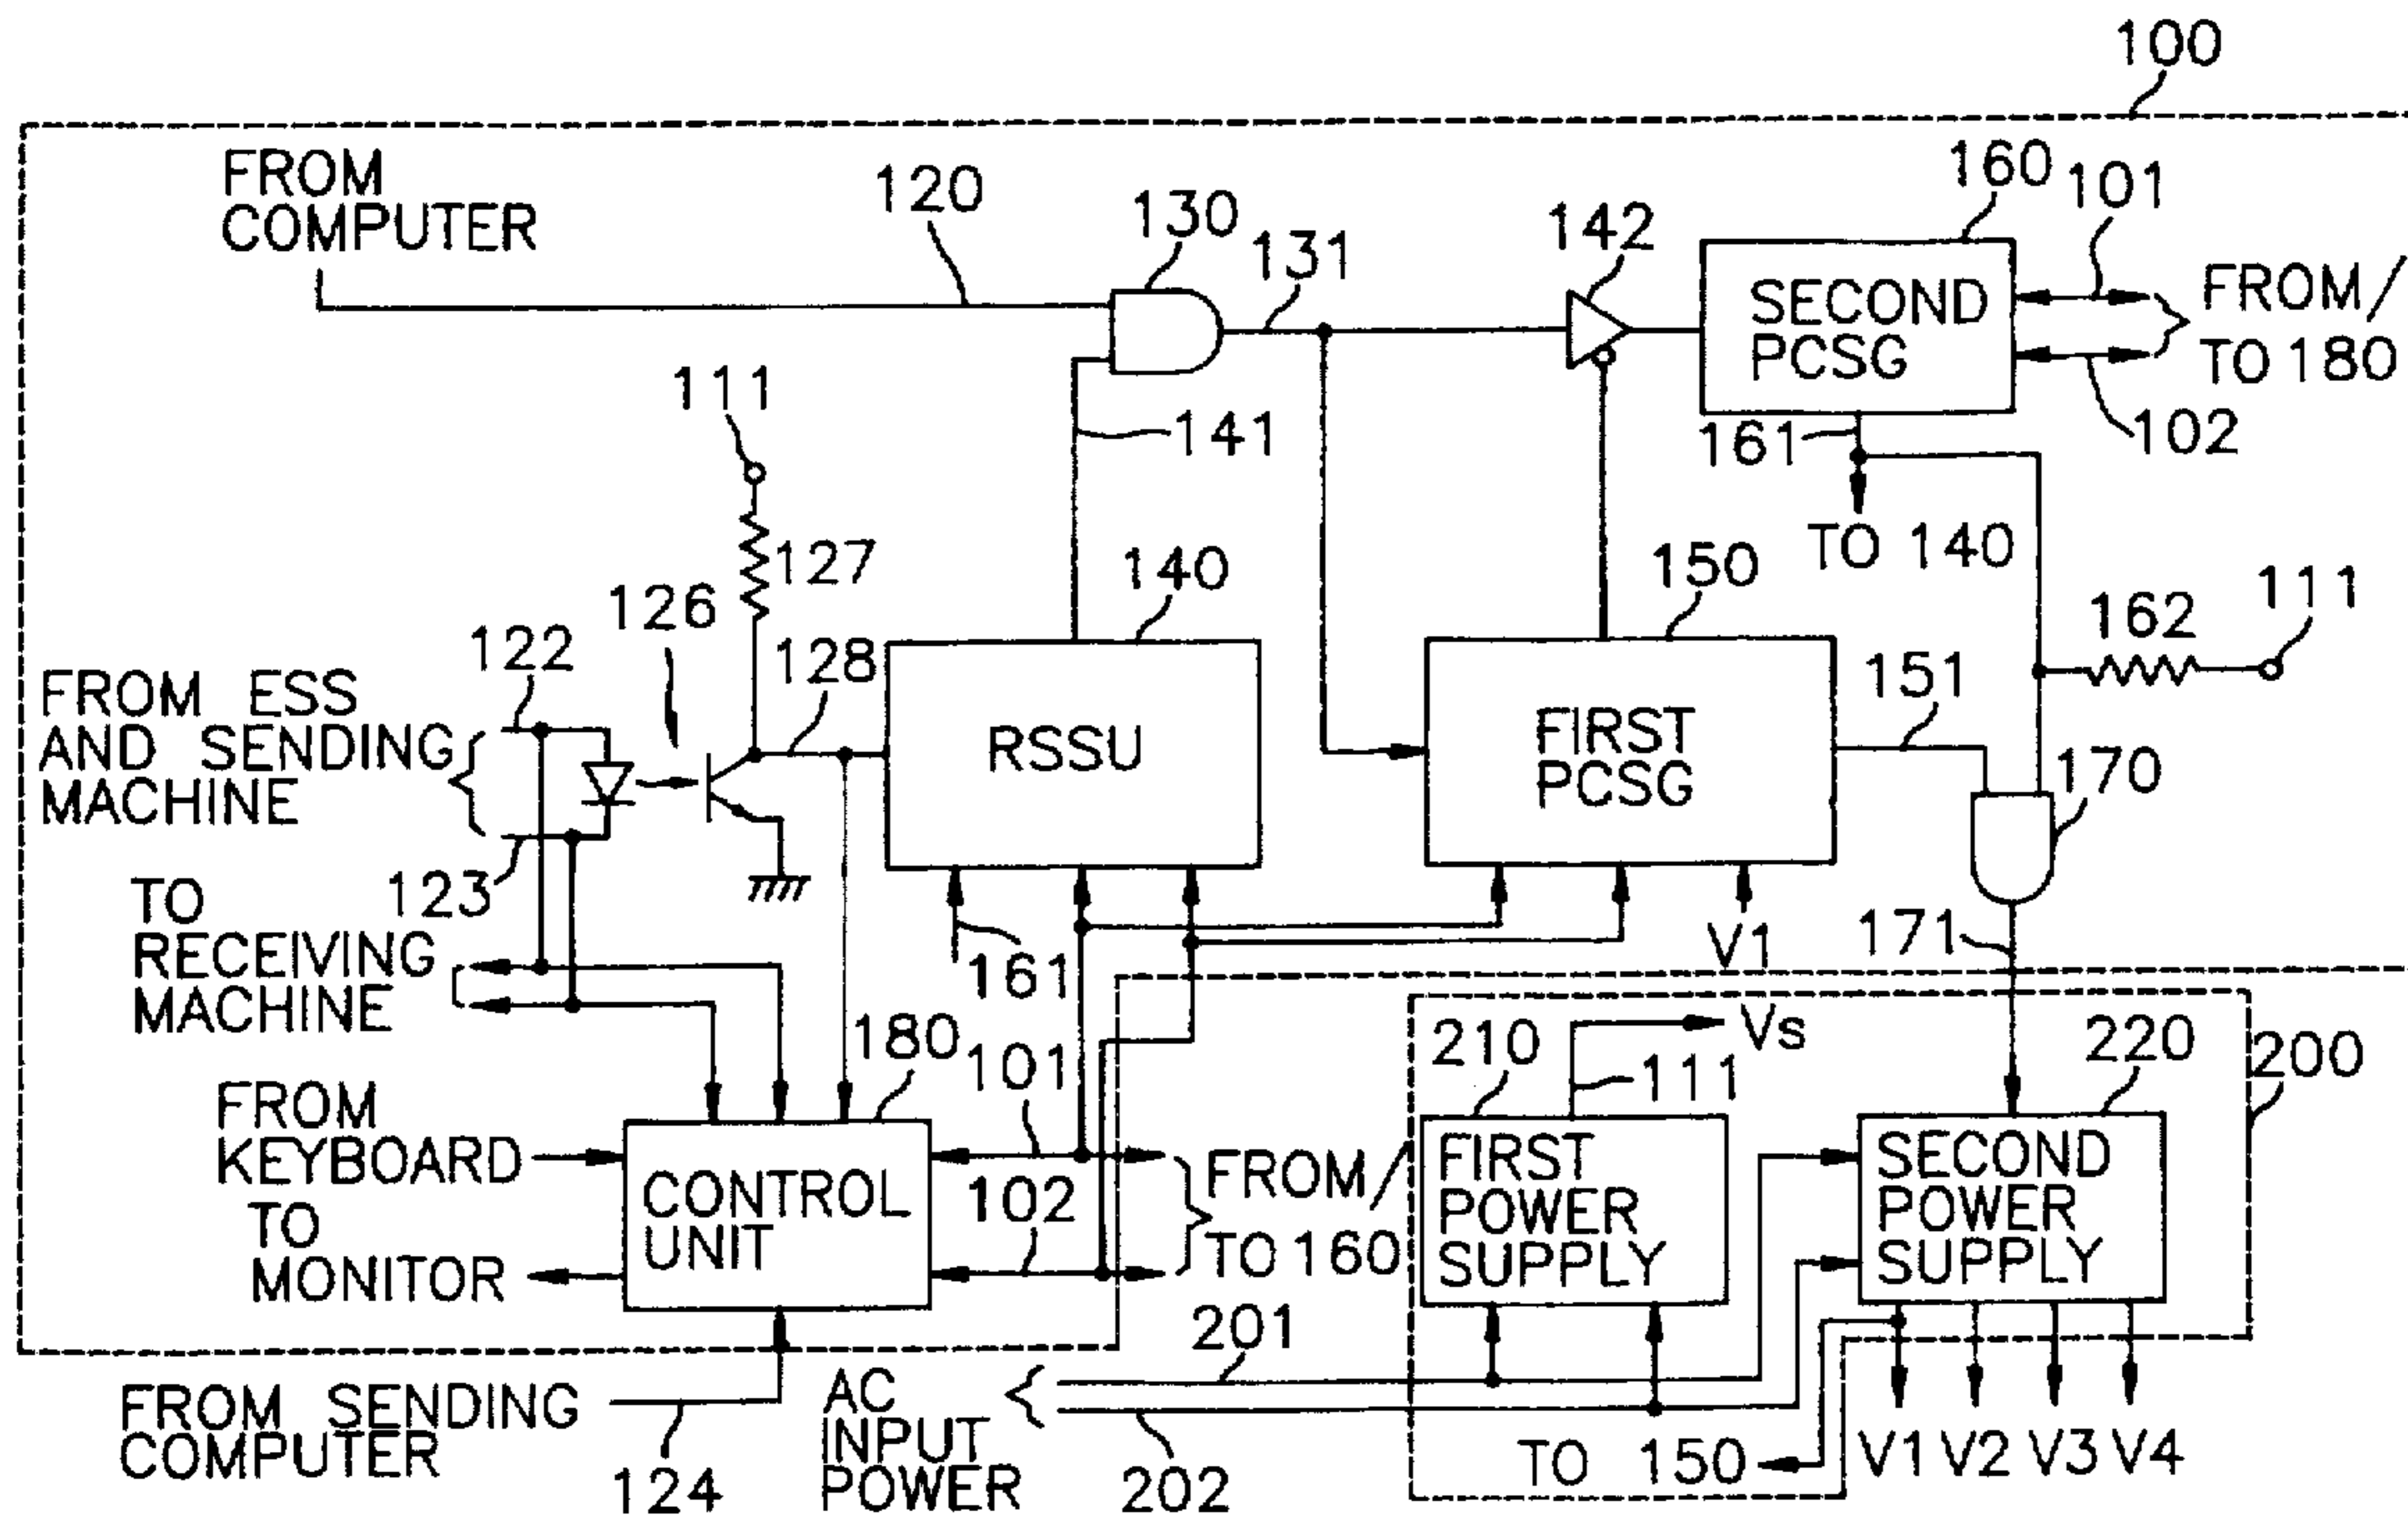 100
FROM
COMPUTER
120
130
131
142
160
101
SECOND
PCSG
FROM/
TO 180
102
111
141
161
TO 140
127
126
140
150
162
111
122
128
FROM ESS
AND SENDING
MACHINE
RSSU
FIRST
PCSG
151
170
123
TO
RECEIVING
MACHINE
161
V1
171
180
101
210
Vs
111
220
200
FROM
KEYBOARD
TO
MONITOR
CONTROL
UNIT
102
FROM/
TO 160
FIRST
POWER
SUPPLY
SECOND
POWER
SUPPLY
201
FROM SENDING
COMPUTER
124
AC
INPUT
POWER
202
TO 150
V1 V2 V3 V4